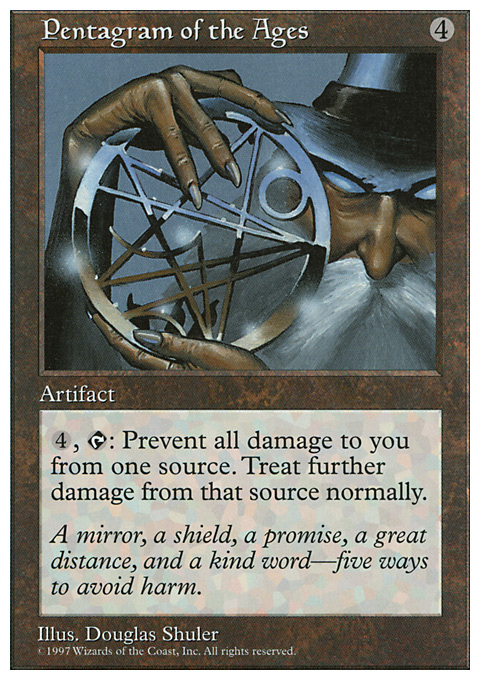 Pentagram of the Ages 4
Artifact
4, : Prevent all damage to you
from one source. Treat further
damage from that source normally.
A mirror, a shield, a promise, a great
distance, and a kind word—five ways
to avoid harm.
Illus. Douglas Shuler
©1997 Wizards of the Coast, Inc. All rights reserved.